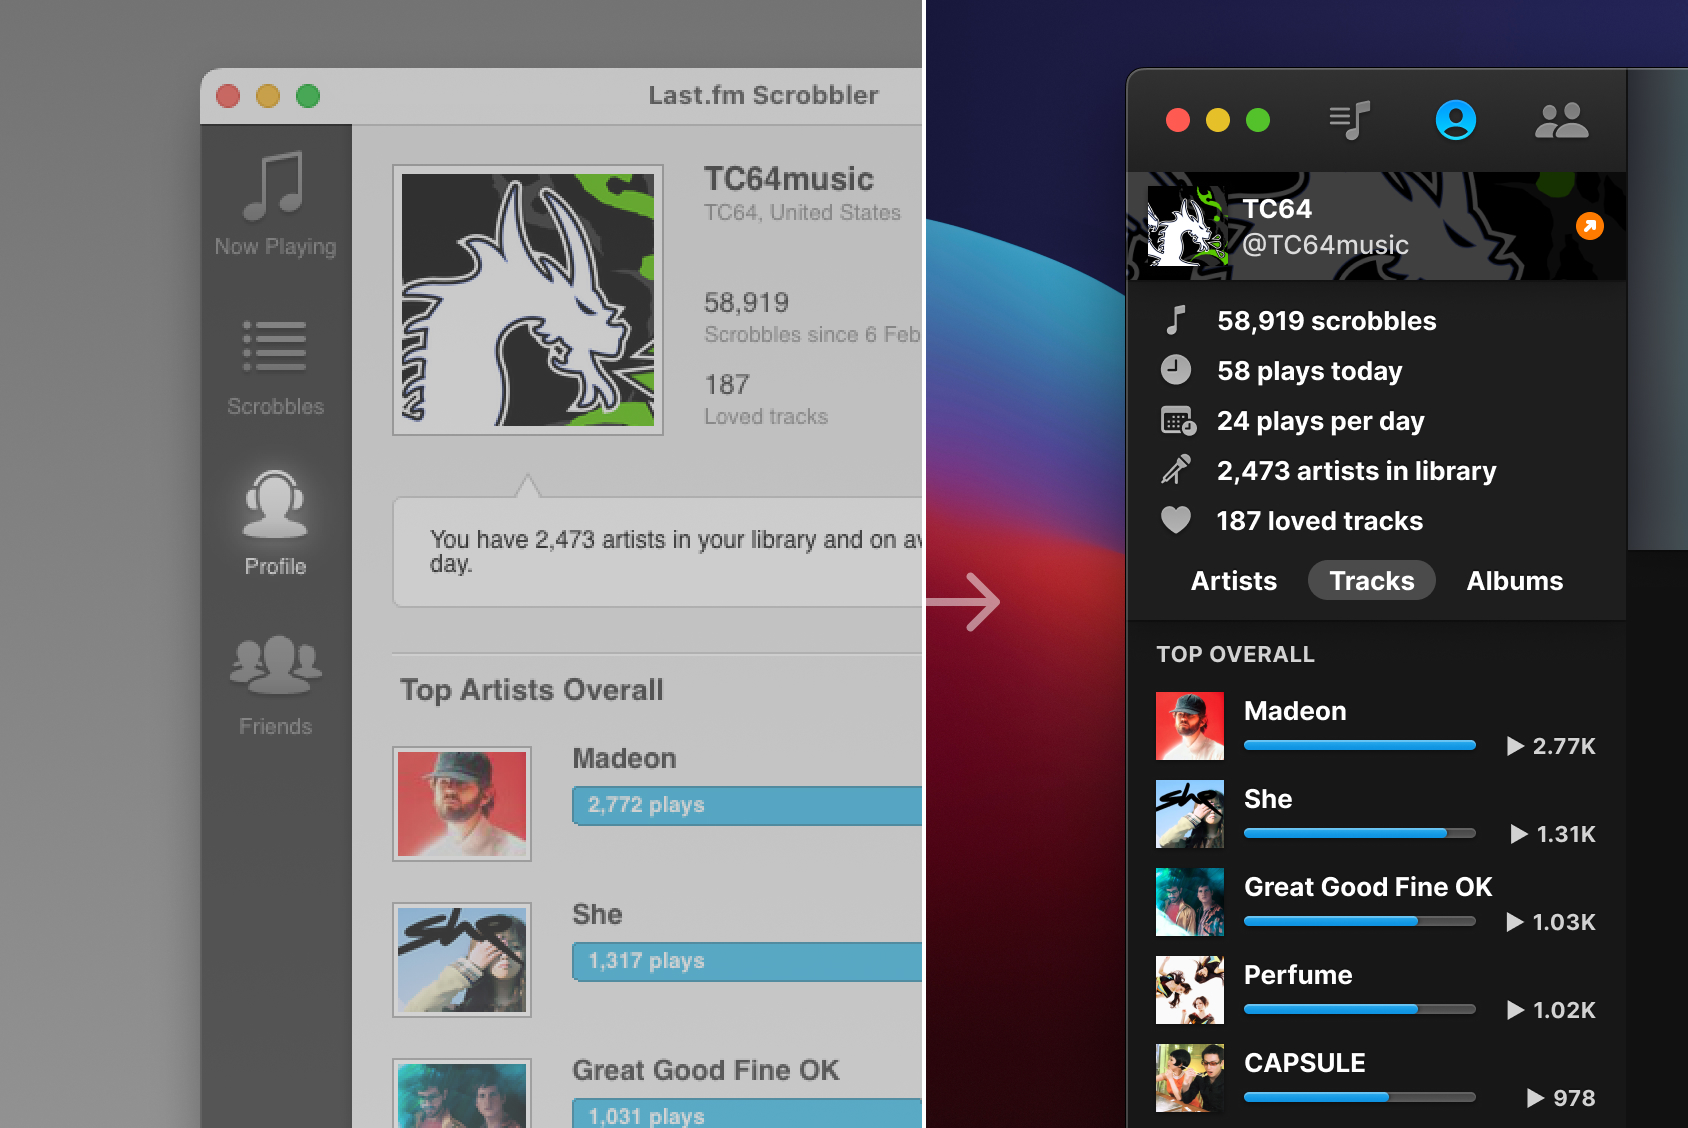 Last.fm Scrobbler
Now Playing
Scrobbles
Profile
Friends
TC64music
TC64, United States
58,919
Scrobbles since 6 Feb
187
Loved tracks
You have 2,473 artists in your library and on
day.
Top Artists Overall
Madeon
2,772 plays
She
she
1,317 plays
Great Good Fine OK
1,031 plays
TC64
@TC64music
58,919 scrobbles
58 plays today
24 plays per day
2,473 artists in library
187 loved tracks
Artists
Tracks
Albums
TOP OVERALL
Madeon
2.77K
she
She
1.31K
Great Good Fine OK
1.03K
Perfume
1.02K
CAPSULE
978